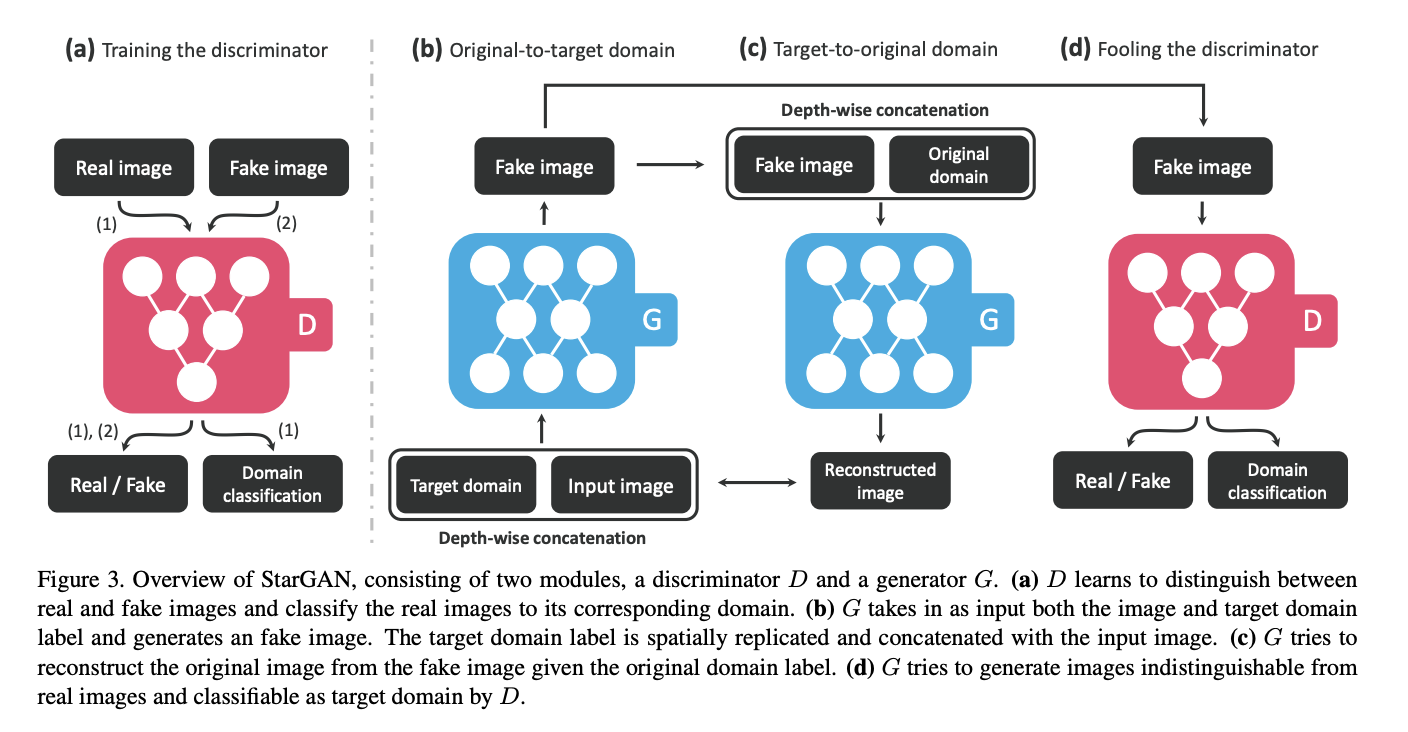 (a) Training the discriminator
Real image
Fake image
(1)
(2)
D
(1), (2)
(1)
Real / Fake
Domain
classification
(b) Original-to-target domain
Fake image
G
Target domain
Input image
Depth-wise concatenation
(c) Target-to-original domain
Depth-wise concatenation
Fake image
Original
domain
G
Reconstructed
image
(d) Fooling the discriminator
Fake image
D
Real / Fake
Domain
classification
Figure 3. Overview of StarGAN, consisting of two modules, a discriminator D and a generator G. (a) D learns to distinguish between
real and fake images and classify the real images to its corresponding domain. (b) G takes in as input both the image and target domain
label and generates an fake image. The target domain label is spatially replicated and concatenated with the input image. (c) G tries to
reconstruct the original image from the fake image given the original domain label. (d) G tries to generate images indistinguishable from
real images and classifiable as target domain by D.